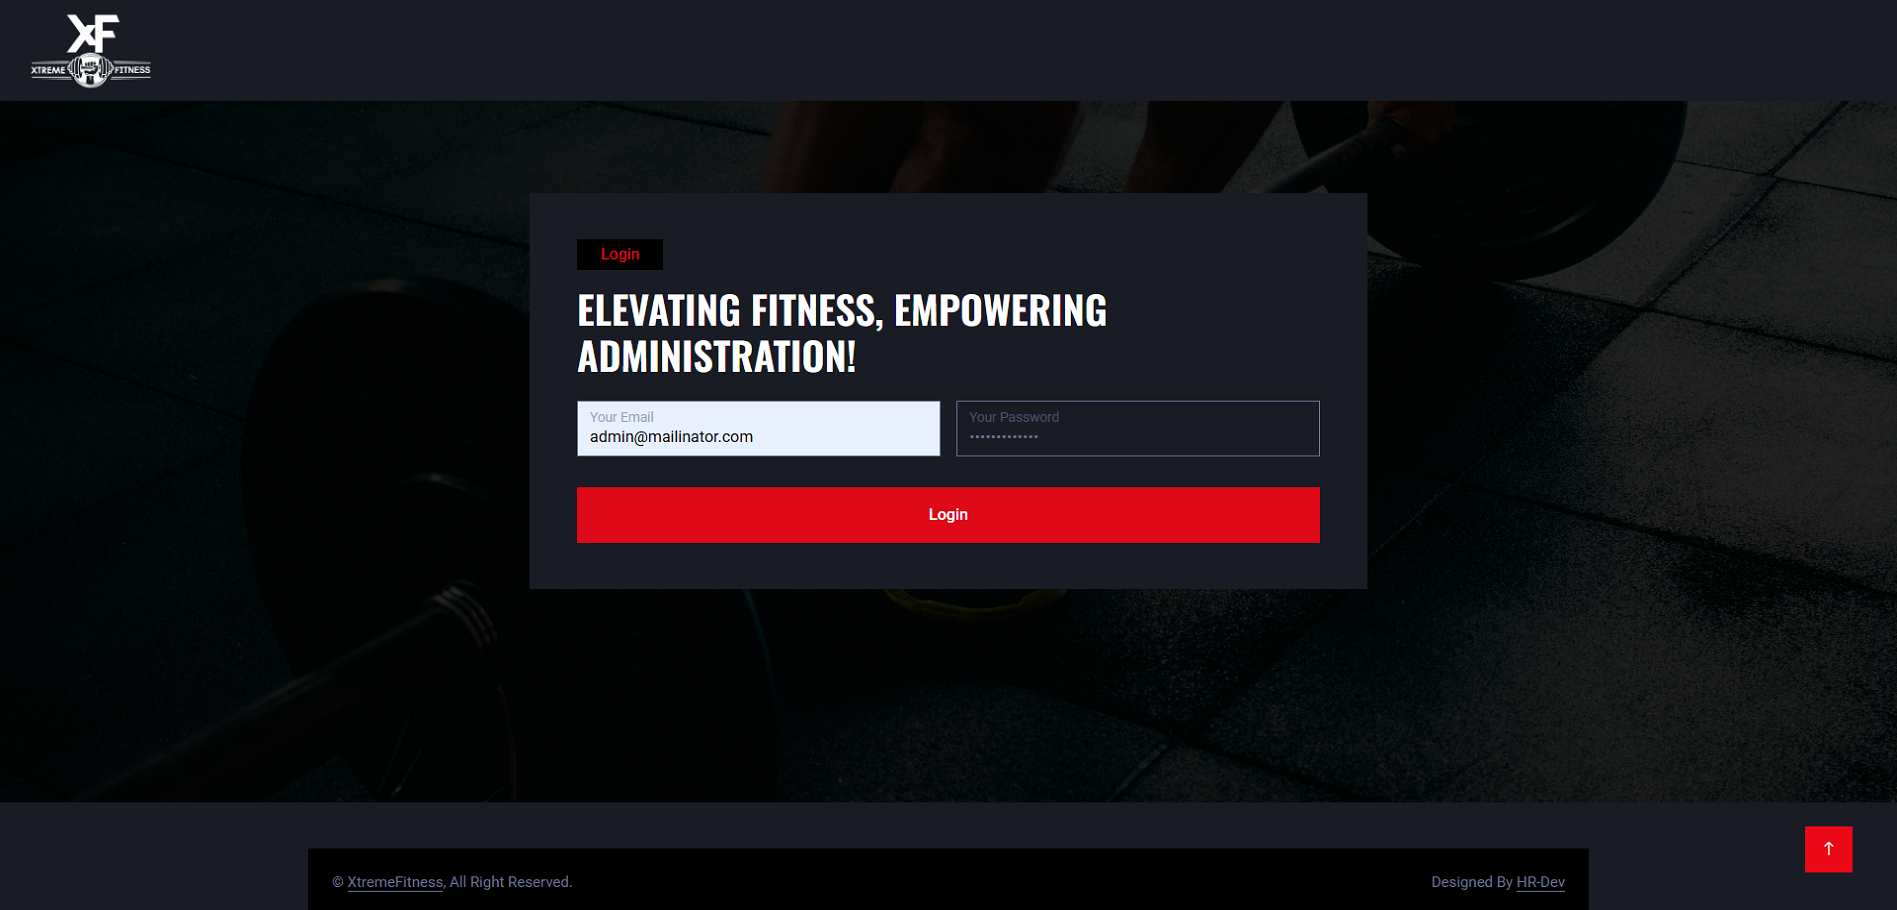 XF
XTREME FITNESS
Login
ELEVATING FITNESS, EMPOWERING
ADMINISTRATION!
Your Email
admin@mailinator.com
Your Password
•••••••••••••
Login
© XtremeFitness, All Right Reserved.
Designed By HR-Dev